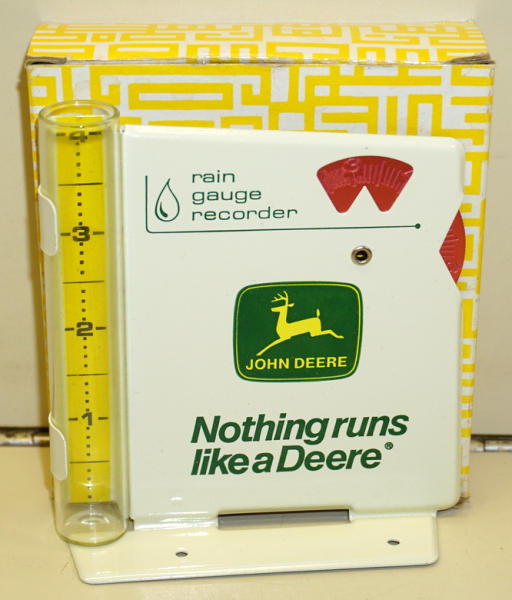 4
3
2
1
rain
gauge
recorder
JOHN DEERE
Nothing runs
like a Deere®